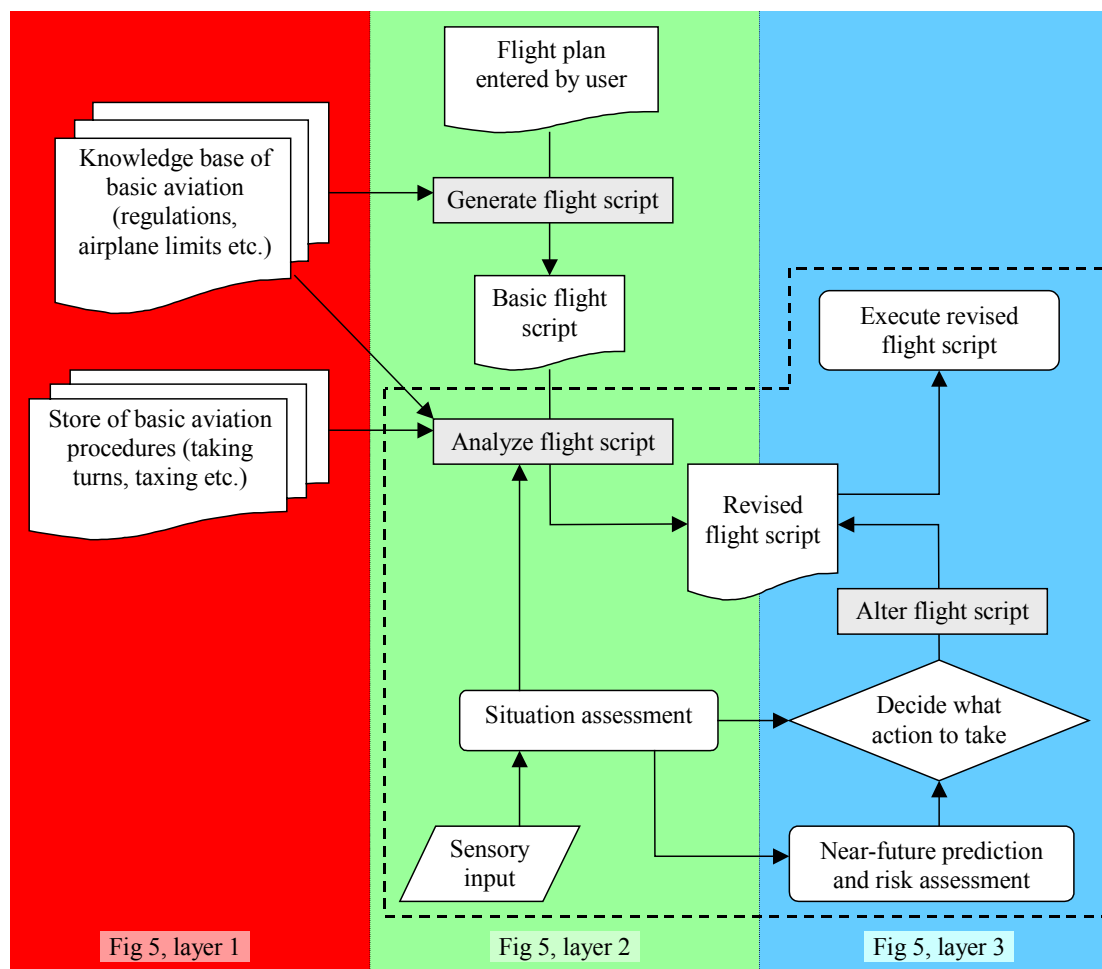 Flight plan
entered by user
Knowledge base of
basic aviation
(regulations,
airplane limits etc.)
Generate flight script
Basic flight
script
Execute revised
flight script
Store of basic aviation
procedures (taking
turns, taxing etc.)
Analyze flight script
Revised
flight script
Alter flight script
Situation assessment
Decide what
action to take
Sensory
input
Near-future prediction
and risk assessment
Fig 5, layer 1
Fig 5, layer 2
Fig 5, layer 3